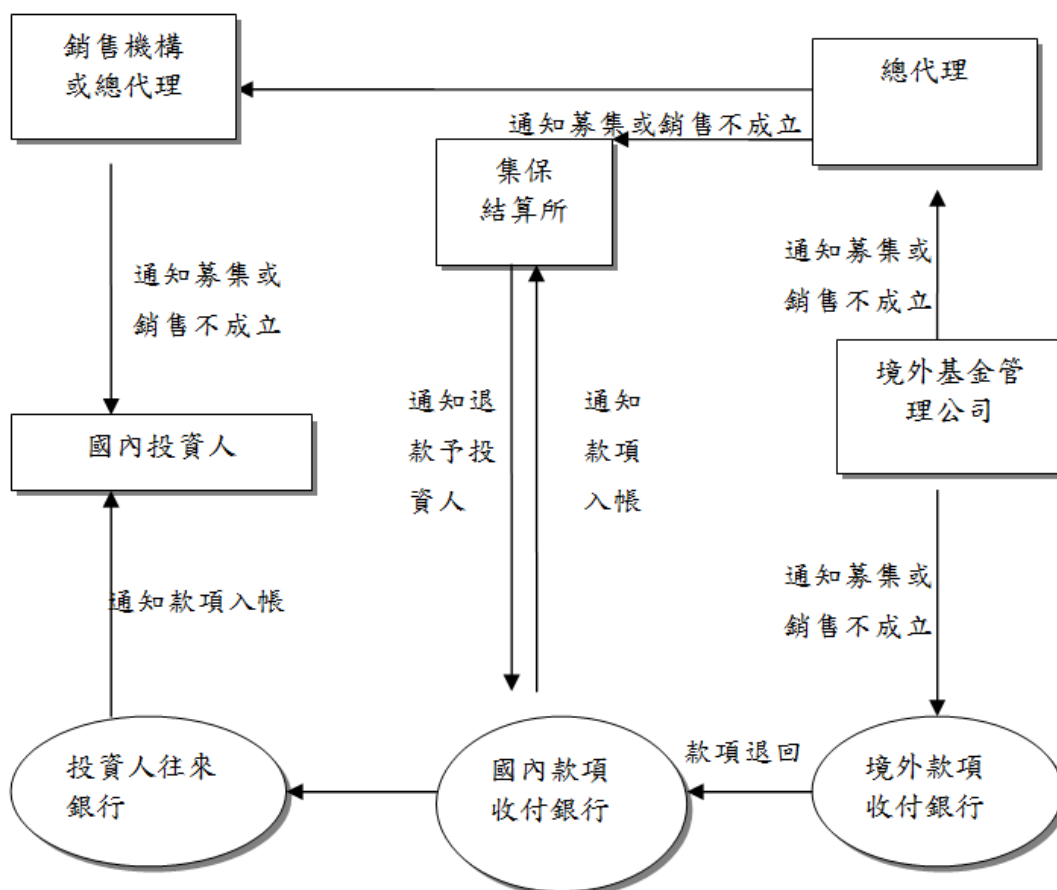 銷售機構
或總代理
總代理
通知募集或銷售不成立
集保
結算所
通知募集或
銷售不成立
通知募集或
銷售不成立
境外基金管
理公司
國內投資人
通知退
款予投
資人
通知
款項
入帳
通知募集或
銷售不成立
通知款項入帳
投資人往來
銀行
國內款項
收付銀行
款項退回
境外款項
收付銀行